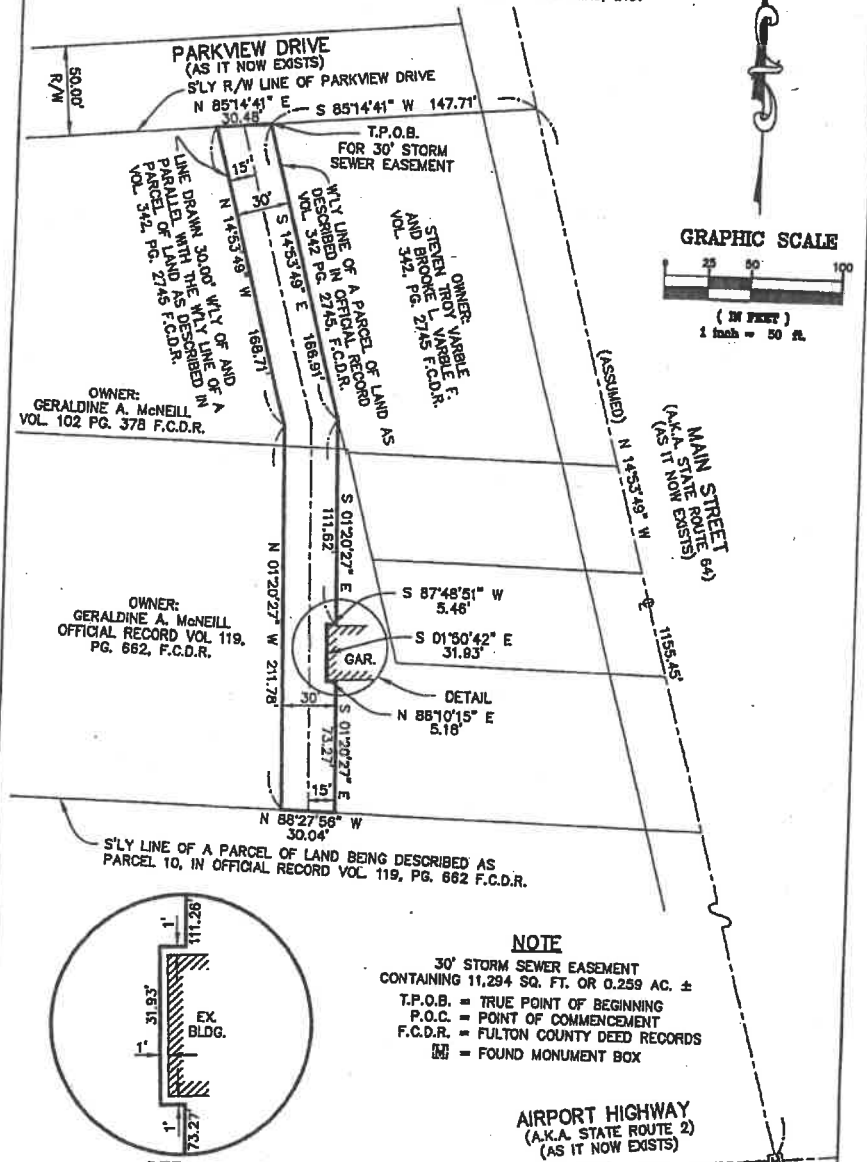 PARKVIEW DRIVE
(AS IT NOW EXISTS)
S'LY R/W LINE OF PARKVIEW DRIVE
50.00'
R/W
N 85°14'41" E
30.48'
S 85°14'41" W 147.71'
T.P.O.B.
FOR 30' STORM
SEWER EASEMENT
15'
30'
LINE DRAWN 30.00' W'LY OF AND
PARALLEL WITH THE W'LY LINE OF A
PARCEL OF LAND AS DESCRIBED IN
VOL. 342, PG. 2745 F.C.D.R.
N 14°53'49" W 168.71'
S 14°53'49" E 166.91'
W'LY LINE OF A PARCEL OF LAND AS
DESCRIBED IN OFFICIAL RECORD
VOL. 342 PG. 2745, F.C.D.R.
OWNER:
STEVEN TROY VARBLE F.
AND BROOKE L. VARBLE
VOL. 342, PG. 2745 F.C.D.R.
GRAPHIC SCALE
0 25 50 100
( IN FEET )
1 inch = 50 ft.
OWNER:
GERALDINE A. McNEILL
VOL. 102 PG. 378 F.C.D.R.
(ASSUMED) N 14°53'49" W
1155.45'
MAIN STREET
(A.K.A. STATE ROUTE 64)
(AS IT NOW EXISTS)
S 01°20'27" E
111.62'
N 01°20'27" W 211.78'
OWNER:
GERALDINE A. McNEILL
OFFICIAL RECORD VOL 119,
PG. 662, F.C.D.R.
S 87°48'51" W
5.46'
S 01°50'42" E
31.93'
GAR.
DETAIL
N 88°10'15" E
5.18'
30'
S 01°20'27" E
73.27'
15'
N 88°27'56" W
30.04'
S'LY LINE OF A PARCEL OF LAND BEING DESCRIBED AS
PARCEL 10, IN OFFICIAL RECORD VOL. 119, PG. 662 F.C.D.R.
1'
111.26'
31.93'
EX.
BLDG.
1'
1'
73.27'
NOTE
30' STORM SEWER EASEMENT
CONTAINING 11,294 SQ. FT. OR 0.259 AC. ±
T.P.O.B. = TRUE POINT OF BEGINNING
P.O.C. = POINT OF COMMENCEMENT
F.C.D.R. = FULTON COUNTY DEED RECORDS
[M] = FOUND MONUMENT BOX
AIRPORT HIGHWAY
(A.K.A. STATE ROUTE 2)
(AS IT NOW EXISTS)